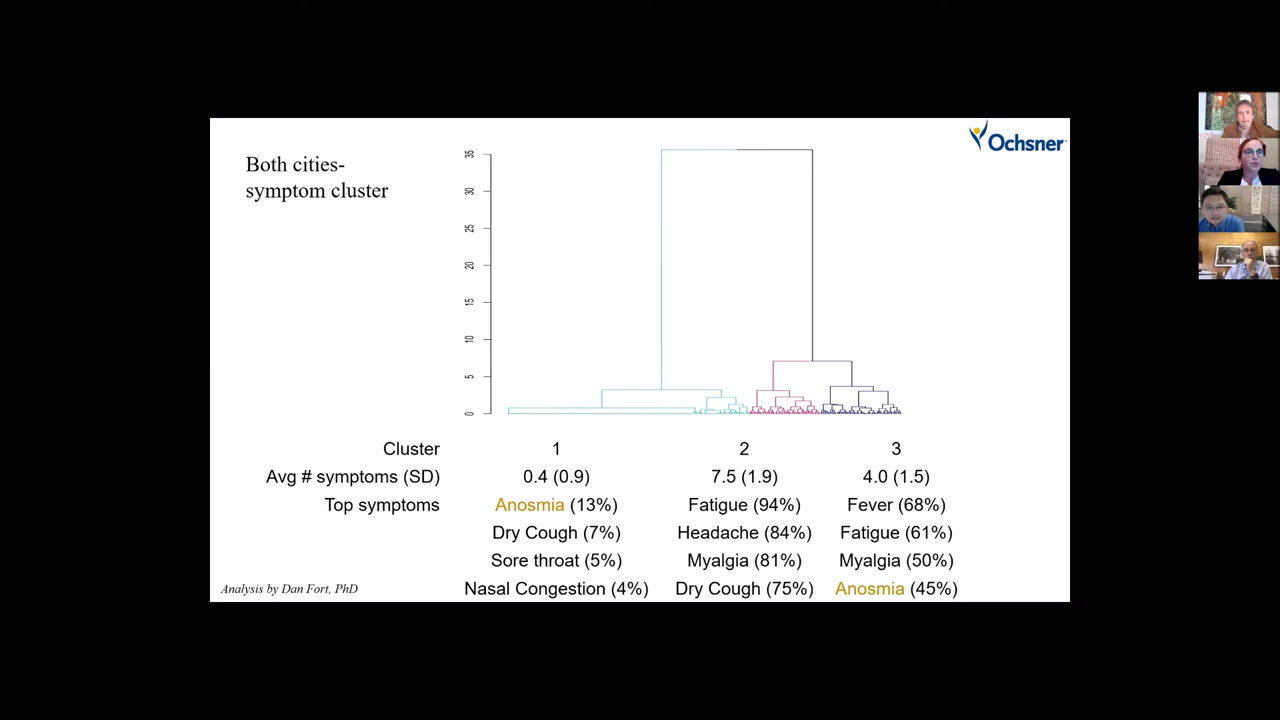 Ochsner
Both cities-
symptom cluster
35
30
25
20
15
10
5
0
Cluster 1 2 3
Avg # symptoms (SD) 0.4 (0.9) 7.5 (1.9) 4.0 (1.5)
Top symptoms Anosmia (13%) Fatigue (94%) Fever (68%)
Dry Cough (7%) Headache (84%) Fatigue (61%)
Sore throat (5%) Myalgia (81%) Myalgia (50%)
Nasal Congestion (4%) Dry Cough (75%) Anosmia (45%)
Analysis by Dan Fort, PhD